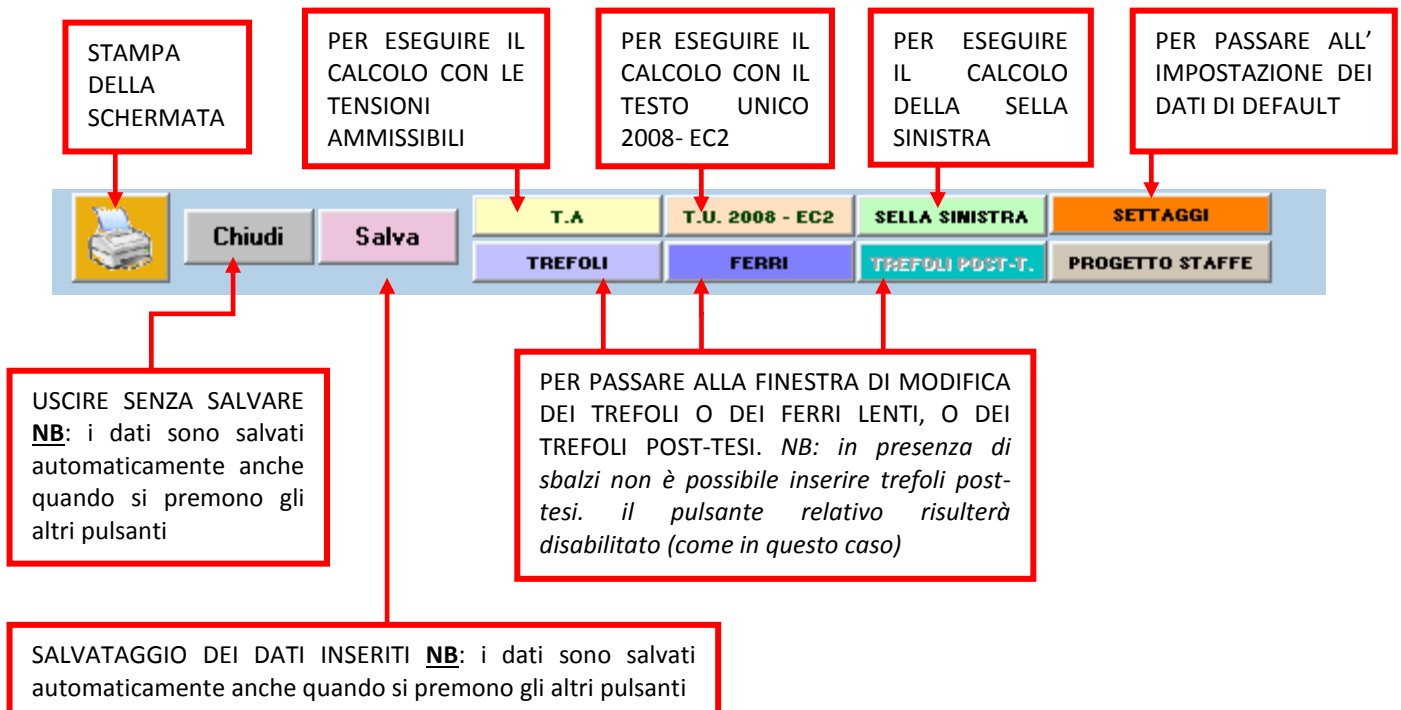 STAMPA
DELLA
SCHERMATA
PER ESEGUIRE IL
CALCOLO CON LE
TENSIONI
AMMISSIBILI
PER ESEGUIRE IL
CALCOLO CON IL
TESTO UNICO
2008- EC2
PER ESEGUIRE
IL CALCOLO
DELLA SELLA
SINISTRA
PER PASSARE ALL'
IMPOSTAZIONE DEI
DATI DI DEFAULT
Chiudi
Salva
T.A
T.U. 2008 - EC2
SELLA SINISTRA
SETTAGGI
TREFOLI
FERRI
TREFOLI POST-T.
PROGETTO STAFFE
USCIRE SENZA SALVARE
NB: i dati sono salvati
automaticamente anche
quando si premono gli
altri pulsanti
PER PASSARE ALLA FINESTRA DI MODIFICA
DEI TREFOLI O DEI FERRI LENTI, O DEI
TREFOLI POST-TESI. NB: in presenza di
sbalzi non è possibile inserire trefoli post-
tesi. il pulsante relativo risulterà
disabilitato (come in questo caso)
SALVATAGGIO DEI DATI INSERITI NB: i dati sono salvati
automaticamente anche quando si premono gli altri pulsanti